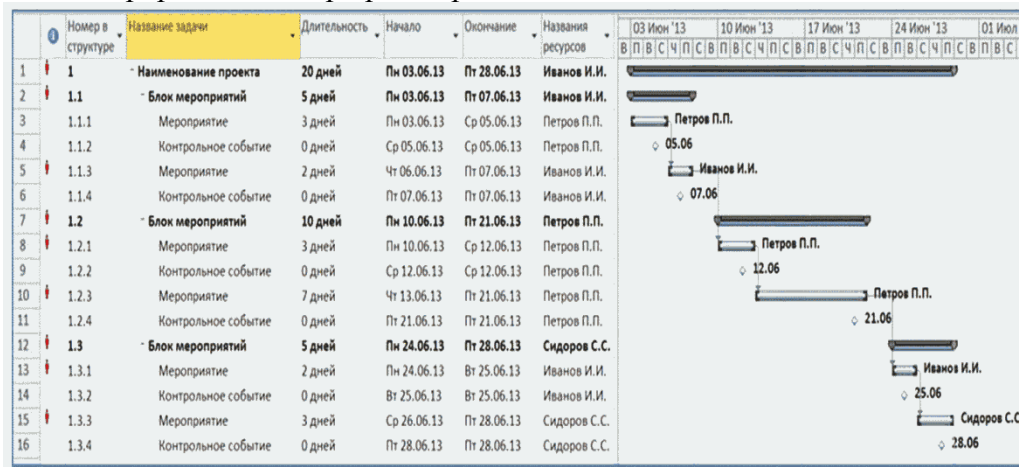 Номер в структуре Название задачи Длительность Начало Окончание Названия ресурсов 03 Июн '13 10 Июн '13 17 Июн '13 24 Июн '13 01 Июл
В П В С Ч П С В П В С Ч П С В П В С Ч П С В П В С Ч П С В П В
1 1 - Наименование проекта 20 дней Пн 03.06.13 Пт 28.06.13 Иванов И.И.
2 1.1 - Блок мероприятий 5 дней Пн 03.06.13 Пт 07.06.13 Иванов И.И.
3 1.1.1 Мероприятие 3 дней Пн 03.06.13 Ср 05.06.13 Петров П.П. Петров П.П.
4 1.1.2 Контрольное событие 0 дней Ср 05.06.13 Ср 05.06.13 Петров П.П. 05.06
5 1.1.3 Мероприятие 2 дней Чт 06.06.13 Пт 07.06.13 Иванов И.И. Иванов И.И.
6 1.1.4 Контрольное событие 0 дней Пт 07.06.13 Пт 07.06.13 Иванов И.И. 07.06
7 1.2 - Блок мероприятий 10 дней Пн 10.06.13 Пт 21.06.13 Петров П.П.
8 1.2.1 Мероприятие 3 дней Пн 10.06.13 Ср 12.06.13 Петров П.П. Петров П.П.
9 1.2.2 Контрольное событие 0 дней Ср 12.06.13 Ср 12.06.13 Петров П.П. 12.06
10 1.2.3 Мероприятие 7 дней Чт 13.06.13 Пт 21.06.13 Петров П.П. Петров П.П.
11 1.2.4 Контрольное событие 0 дней Пт 21.06.13 Пт 21.06.13 Петров П.П. 21.06
12 1.3 - Блок мероприятий 5 дней Пн 24.06.13 Пт 28.06.13 Сидоров С.С.
13 1.3.1 Мероприятие 2 дней Пн 24.06.13 Вт 25.06.13 Иванов И.И. Иванов И.И.
14 1.3.2 Контрольное событие 0 дней Вт 25.06.13 Вт 25.06.13 Иванов И.И. 25.06
15 1.3.3 Мероприятие 3 дней Ср 26.06.13 Пт 28.06.13 Сидоров С.С. Сидоров С.С
16 1.3.4 Контрольное событие 0 дней Пт 28.06.13 Пт 28.06.13 Сидоров С.С. 28.06